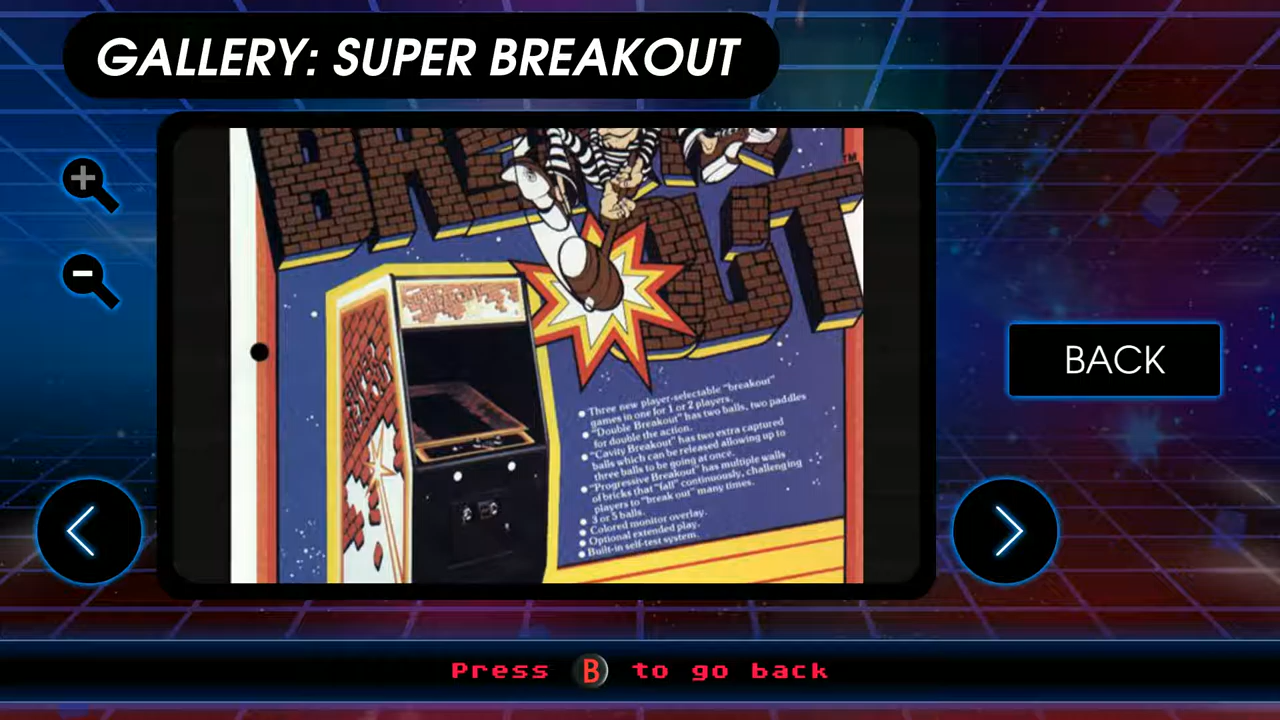 GALLERY: SUPER BREAKOUT
BREAK
OUT
TM
• Three new player-selectable "breakout"
games in one for 1 or 2 players.
• "Double Breakout" has two balls, two paddles
for double the action.
• "Cavity Breakout" has two extra captured
balls which can be released allowing up to
three balls to be going at once.
• "Progressive Breakout" has multiple walls
of bricks that "fall" continuously, challenging
players to "break out" many times.
• 3 or 5 balls.
• Colored monitor overlay.
• Optional extended play.
• Built-in self-test system.
BACK
Press B to go back